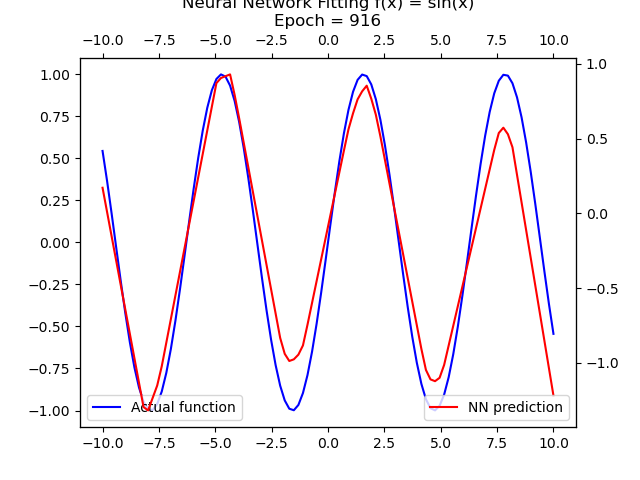 Neural Network Fitting f(x) = sin(x)
Epoch = 916
−10.0 −7.5 −5.0 −2.5 0.0 2.5 5.0 7.5 10.0
1.00
0.75
0.50
0.25
0.00
−0.25
−0.50
−0.75
−1.00
1.0
0.5
0.0
−0.5
−1.0
Actual function
NN prediction
−10.0 −7.5 −5.0 −2.5 0.0 2.5 5.0 7.5 10.0